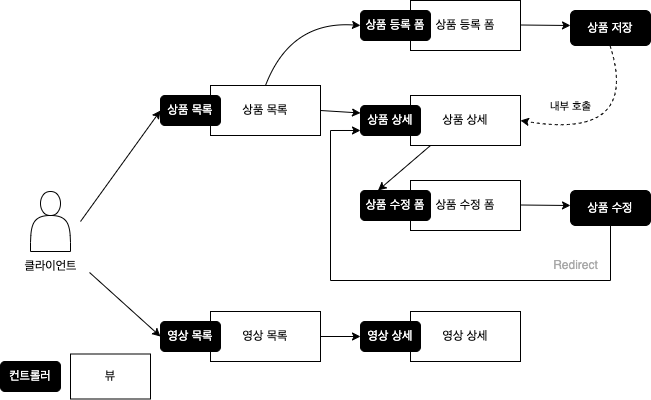 상품 등록 폼
상품 등록 폼
상품 저장
상품 목록
상품 목록
내부 호출
상품 상세
상품 상세
상품 수정 폼
상품 수정 폼
상품 수정
클라이언트
Redirect
영상 목록
영상 목록
영상 상세
영상 상세
컨트롤러
뷰